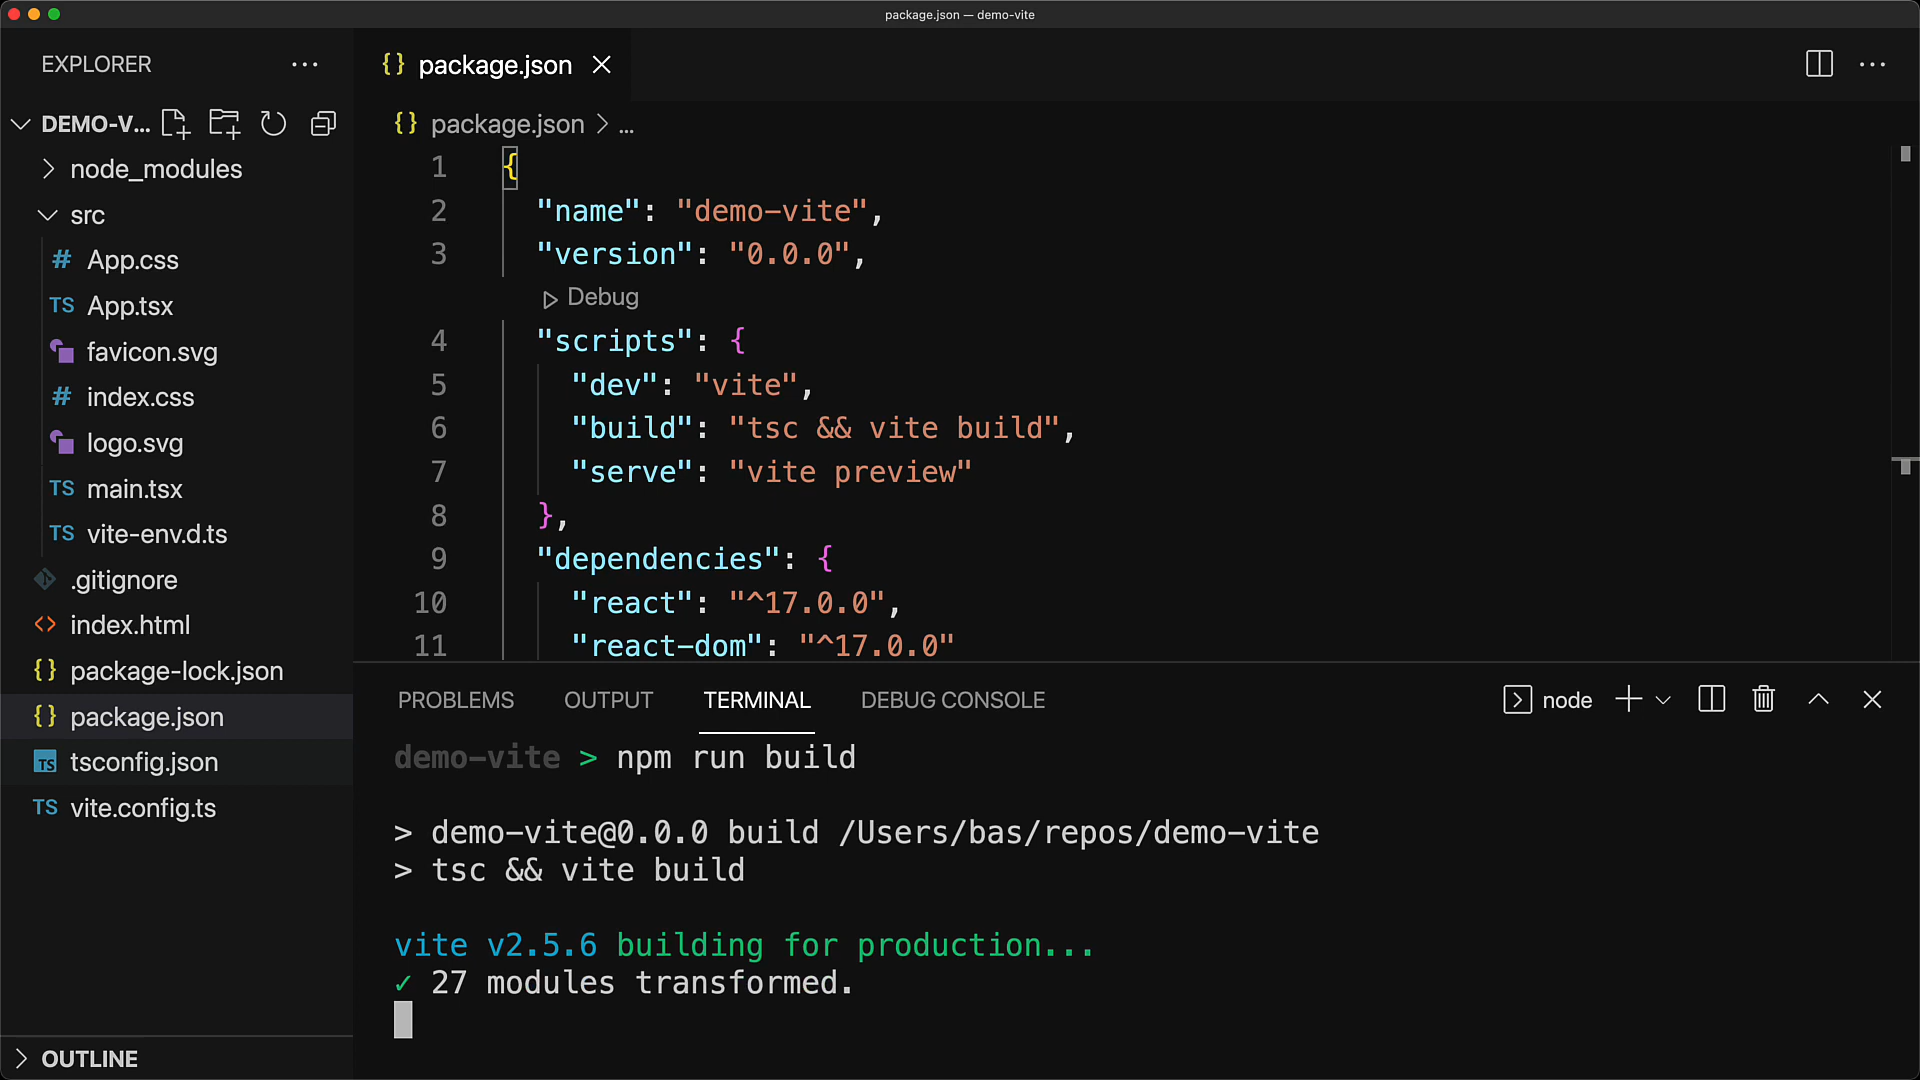 package.json — demo-vite
EXPLORER
DEMO-V...
node_modules
src
# App.css
TS App.tsx
favicon.svg
# index.css
logo.svg
TS main.tsx
TS vite-env.d.ts
.gitignore
<> index.html
{} package-lock.json
{} package.json
TS tsconfig.json
TS vite.config.ts
OUTLINE
{} package.json
{} package.json > ...
1 {
2 "name": "demo-vite",
3 "version": "0.0.0",
Debug
4 "scripts": {
5 "dev": "vite",
6 "build": "tsc && vite build",
7 "serve": "vite preview"
8 },
9 "dependencies": {
10 "react": "^17.0.0",
11 "react-dom": "^17.0.0"
PROBLEMS OUTPUT TERMINAL DEBUG CONSOLE node
demo-vite > npm run build
> demo-vite@0.0.0 build /Users/bas/repos/demo-vite
> tsc && vite build
vite v2.5.6 building for production...
✓ 27 modules transformed.